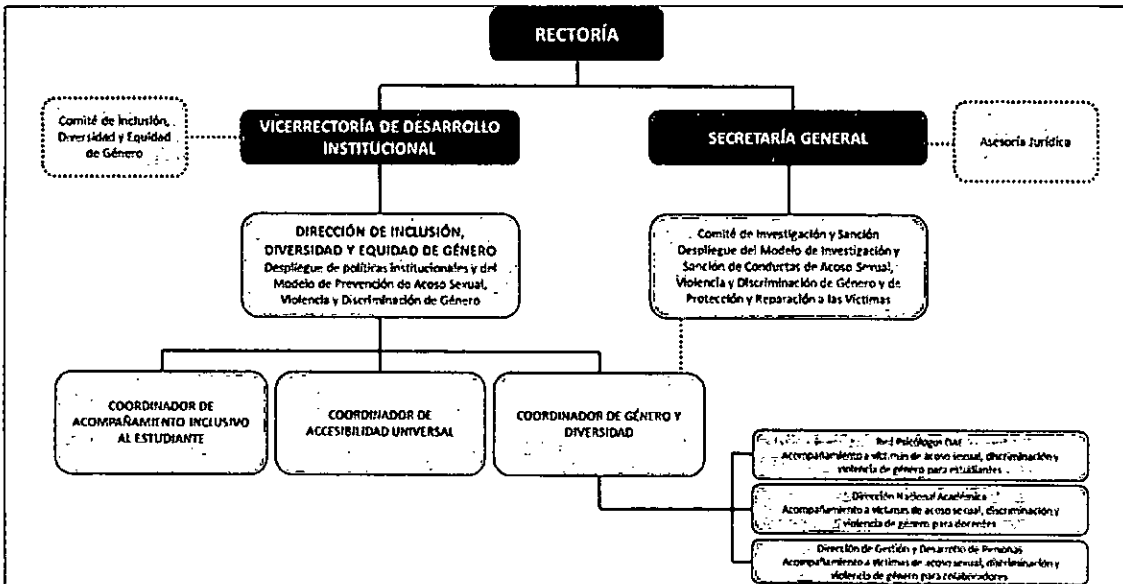 RECTORÍA
Comité de Inclusión,
Diversidad y Equidad
de Género
VICERRECTORÍA DE DESARROLLO
INSTITUCIONAL
SECRETARÍA GENERAL
Asesoría Jurídica
DIRECCIÓN DE INCLUSIÓN,
DIVERSIDAD Y EQUIDAD DE GÉNERO
Despliegue de políticas institucionales y del
Modelo de Prevención de Acoso Sexual,
Violencia y Discriminación de Género
Comité de Investigación y Sanción
Despliegue del Modelo de Investigación y
Sanción de Conductas de Acoso Sexual,
Violencia y Discriminación de Género y de
Protección y Reparación a las Víctimas
COORDINADOR DE
ACOMPAÑAMIENTO INCLUSIVO
AL ESTUDIANTE
COORDINADOR DE
ACCESIBILIDAD UNIVERSAL
COORDINADOR DE GÉNERO Y
DIVERSIDAD
Red Psicólogos
Acompañamiento a víctimas de acoso sexual, discriminación y
violencia de género para estudiantes
Dirección Nacional Académica
Acompañamiento a víctimas de acoso sexual, discriminación y
violencia de género para docentes
Dirección de Gestión y Desarrollo de Personas
Acompañamiento a víctimas de acoso sexual, discriminación y
violencia de género para colaboradores